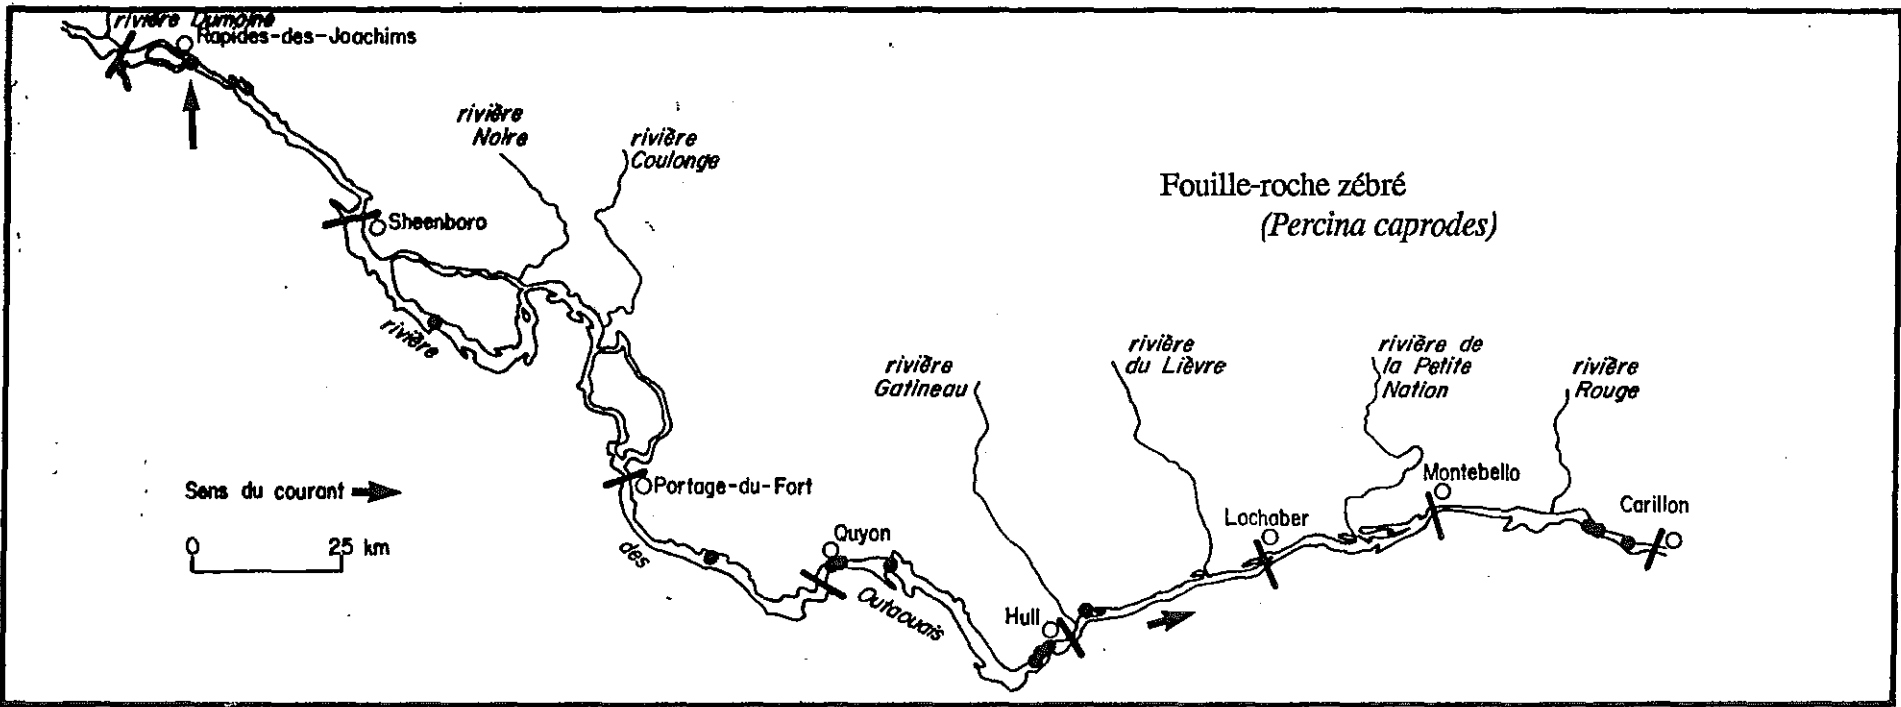 rivière Dumoine
Rapides-des-Joachims
rivière
Noire
rivière
Coulonge
Fouille-roche zébré
(Percina caprodes)
Sheenboro
rivière
rivière
Gatineau
rivière
du Lièvre
rivière de
la Petite
Nation
rivière
Rouge
Sens du courant
Portage-du-Fort
Montebello
Carillon
Lochaber
0 25 km
des
Quyon
Outaouais
Hull